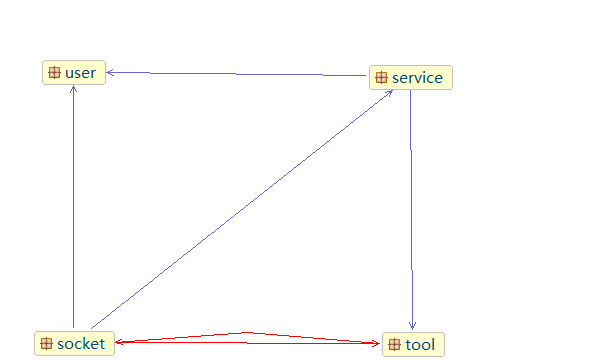 user
service
socket
tool